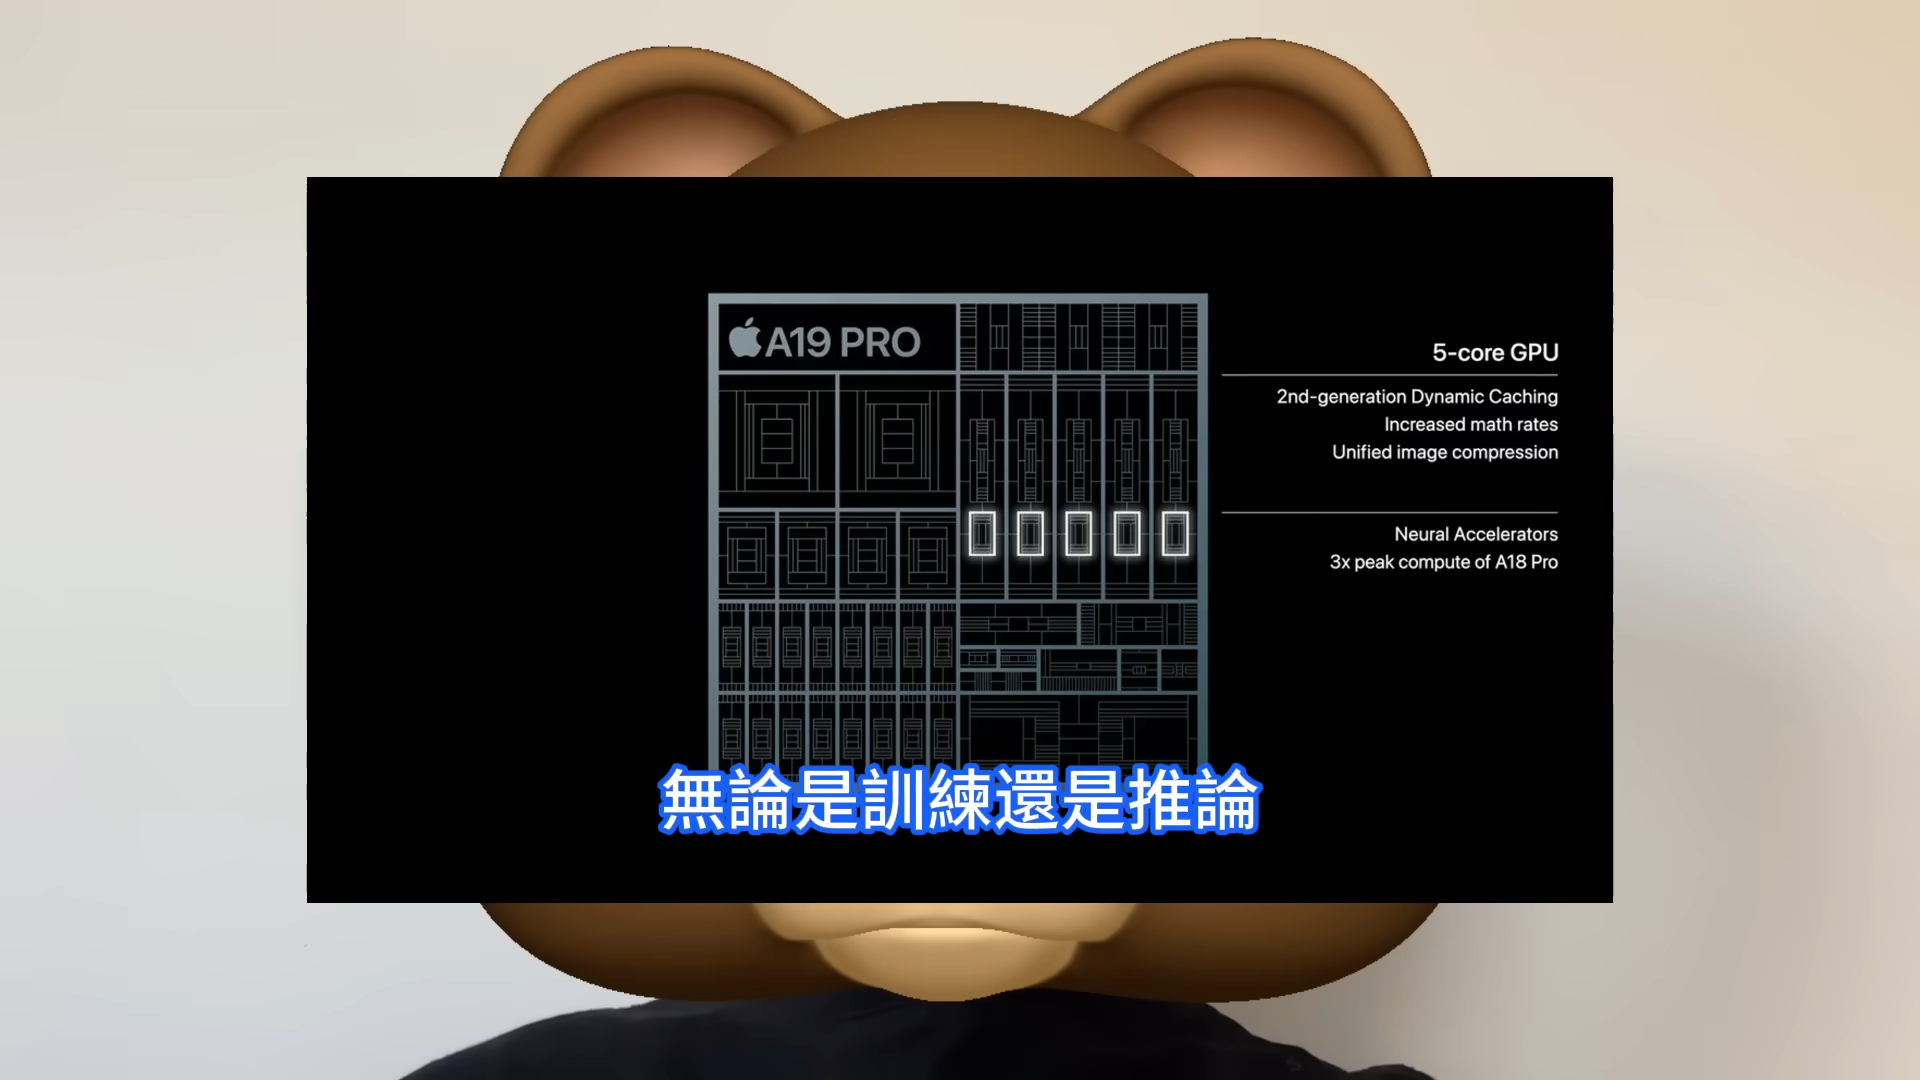 A19 PRO
5-core GPU
2nd-generation Dynamic Caching
Increased math rates
Unified image compression
Neural Accelerators
3x peak compute of A18 Pro
無論是訓練還是推論